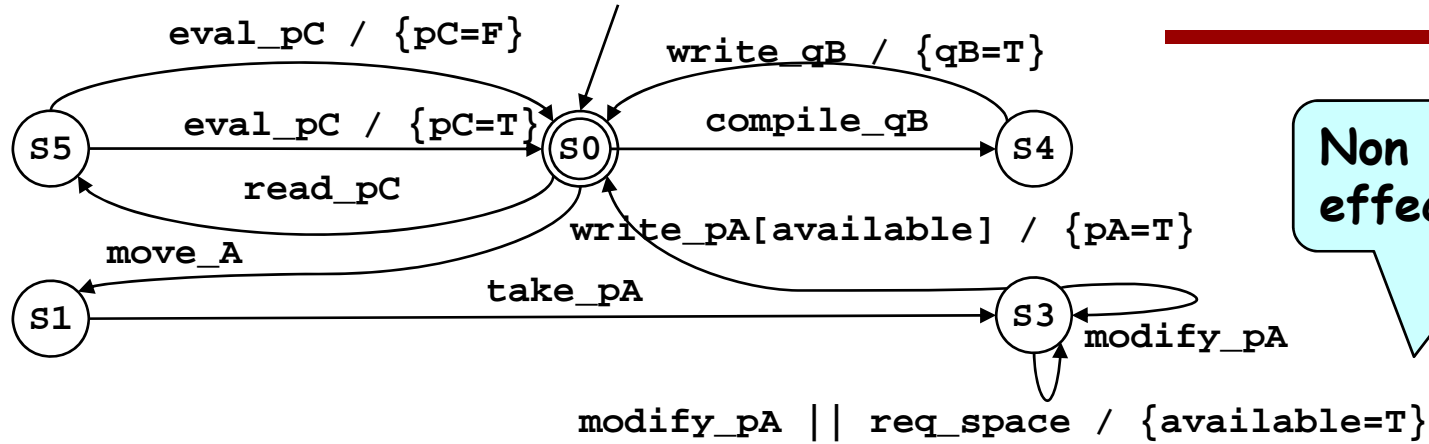 eval_pC / {pC=F}
write_qB / {qB=T}
eval_pC / {pC=T}
compile_qB
S5
S0
S4
Non
read_pC
write_pA[available] / {pA=T}
move_A
take_pA
S1
S3
modify_pA
modify_pA || req_space / {available=T}